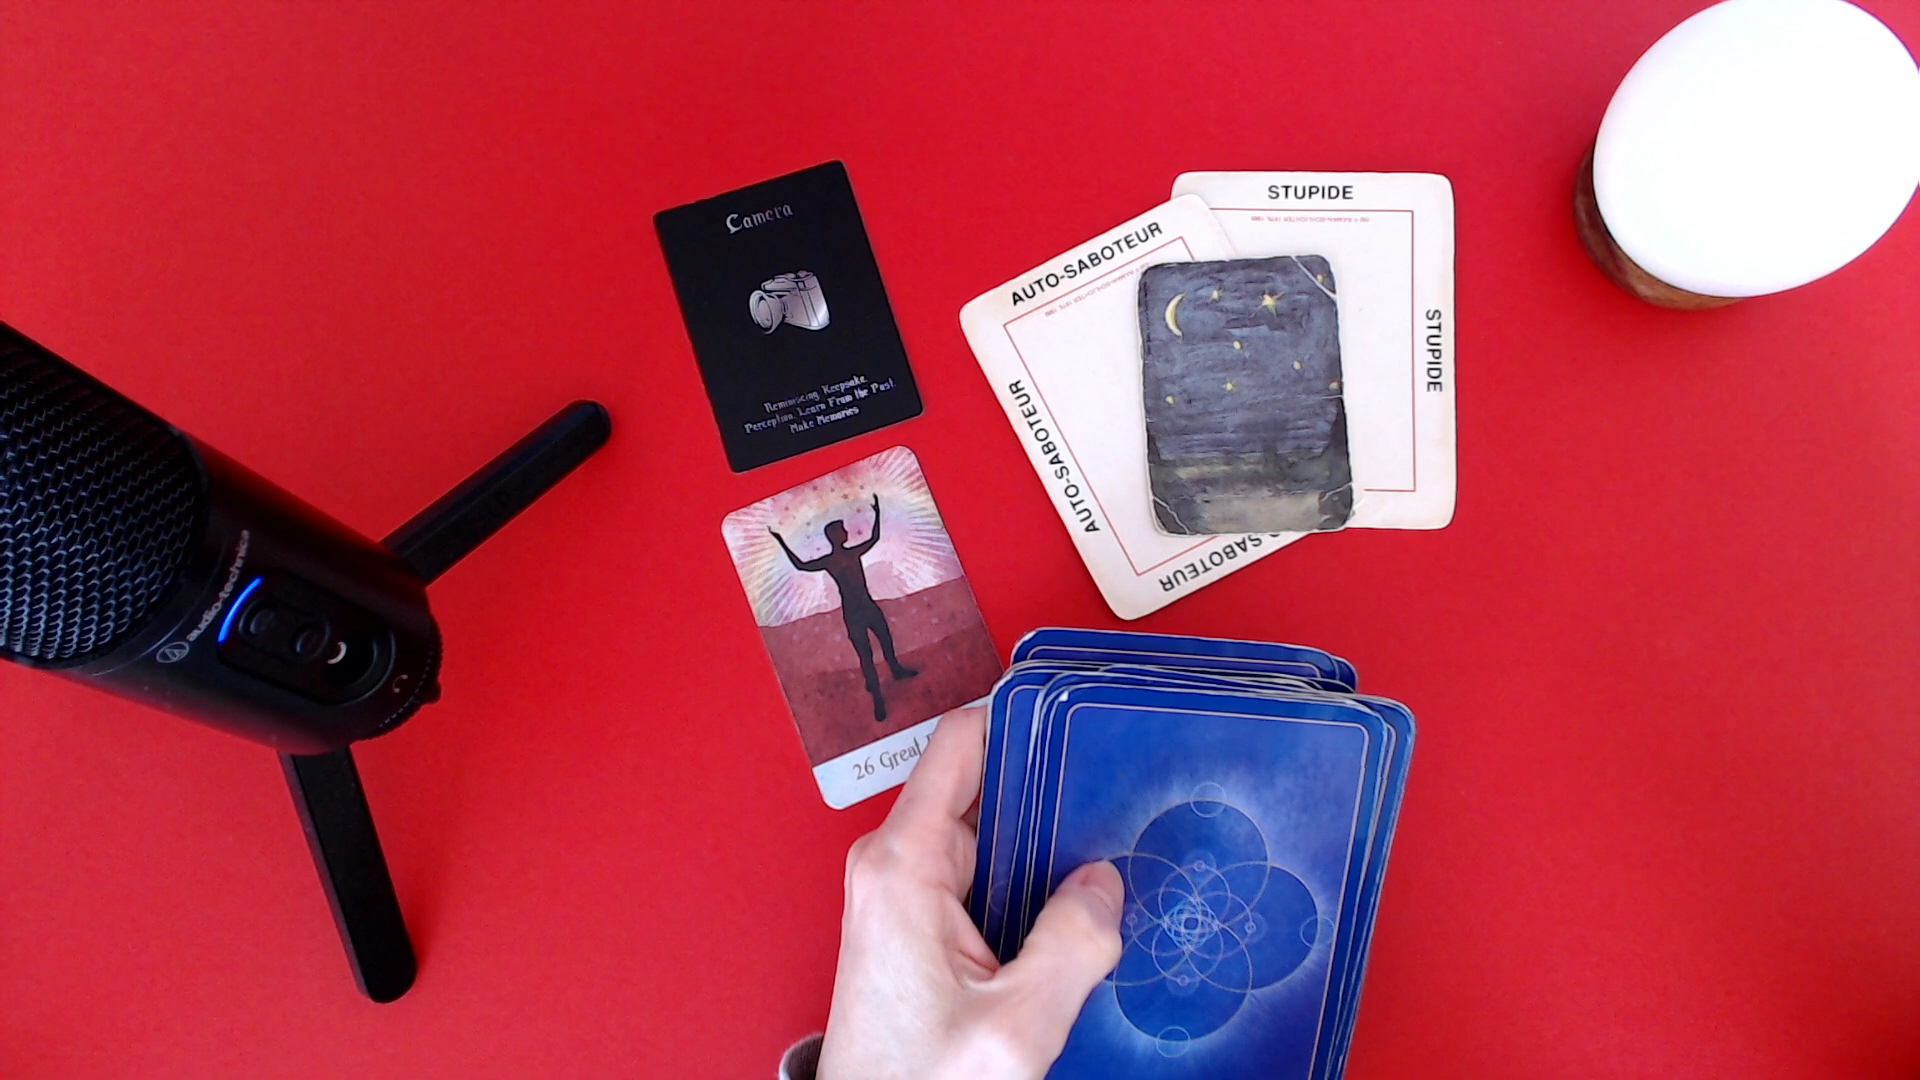 Camera
Reminiscing, Keepsake,
Perception, Learn From the Past,
Make Memories
STUPIDE
STUPIDE
AUTO-SABOTEUR
AUTO-SABOTEUR
SABOTEUR
26 Great
audio-technica